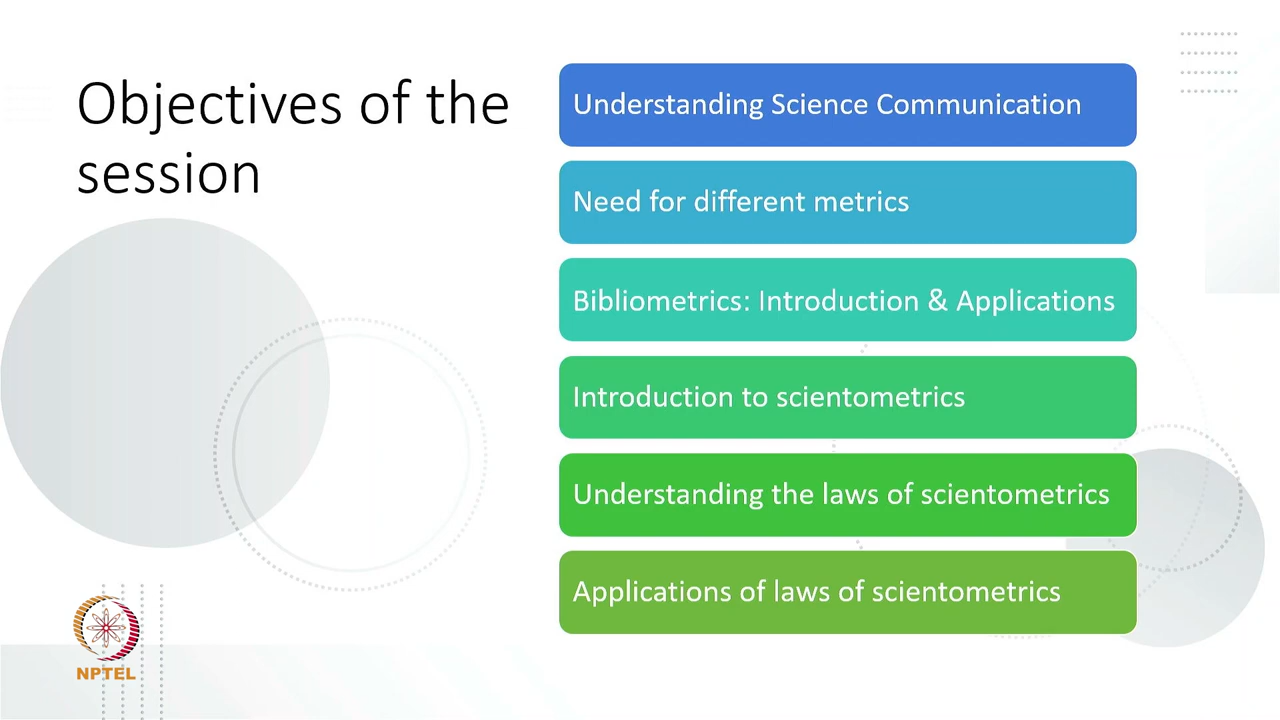 Objectives of the
session
Understanding Science Communication
Need for different metrics
Bibliometrics: Introduction & Applications
Introduction to scientometrics
Understanding the laws of scientometrics
Applications of laws of scientometrics
NPTEL